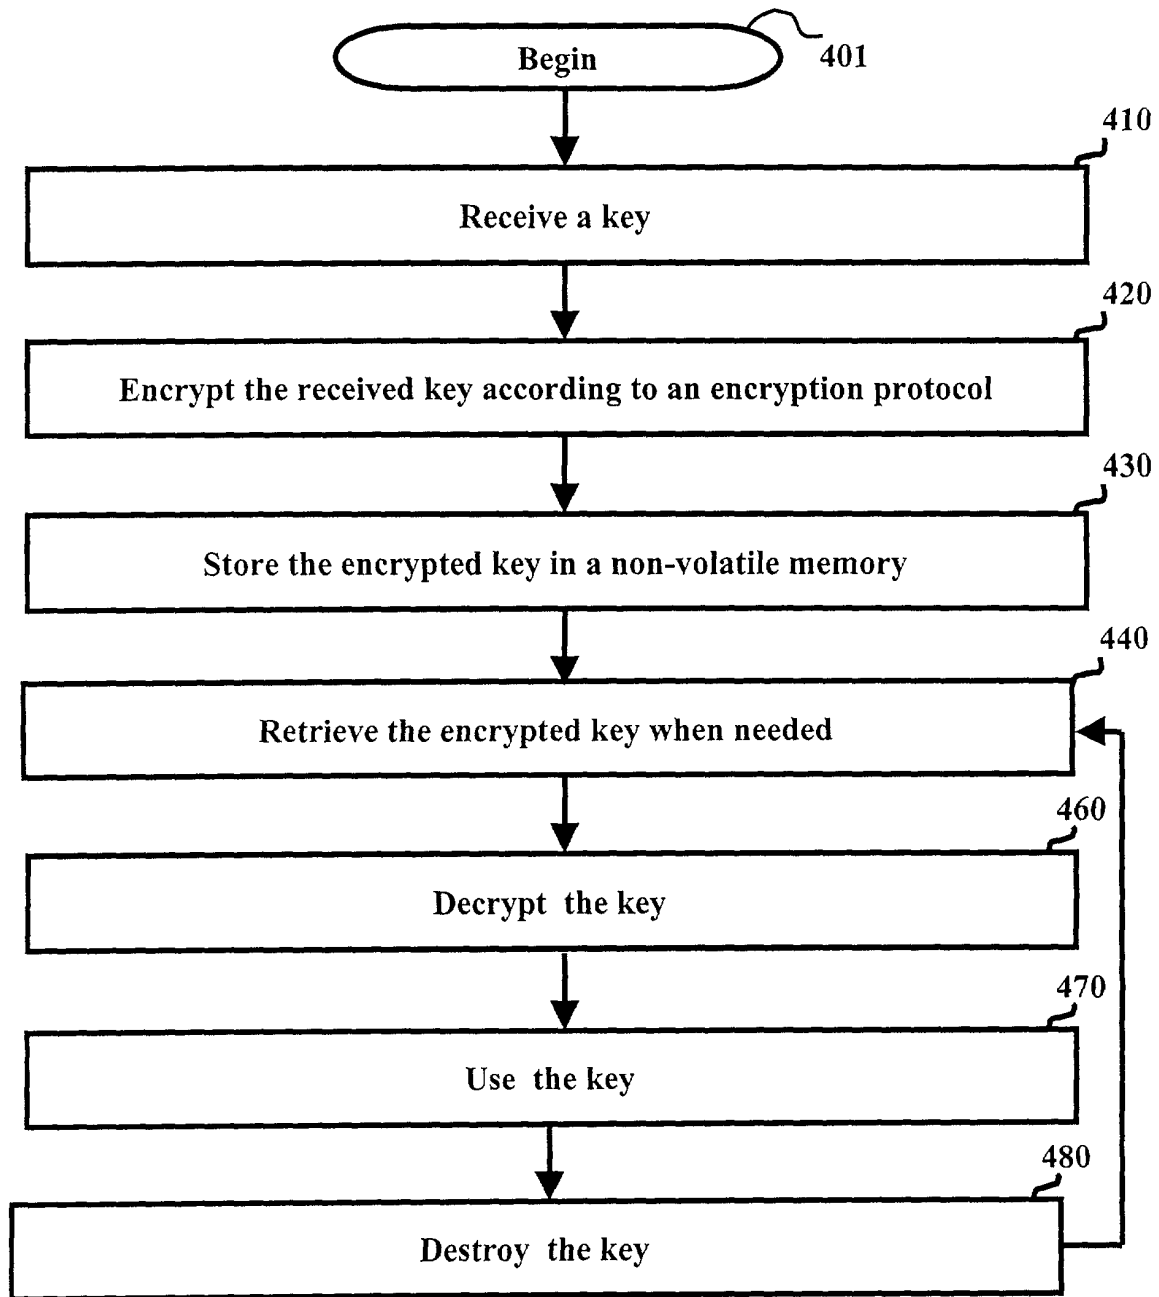 Begin
401
410
Receive a key
420
Encrypt the received key according to an encryption protocol
430
Store the encrypted key in a non-volatile memory
440
Retrieve the encrypted key when needed
460
Decrypt the key
470
Use the key
480
Destroy the key